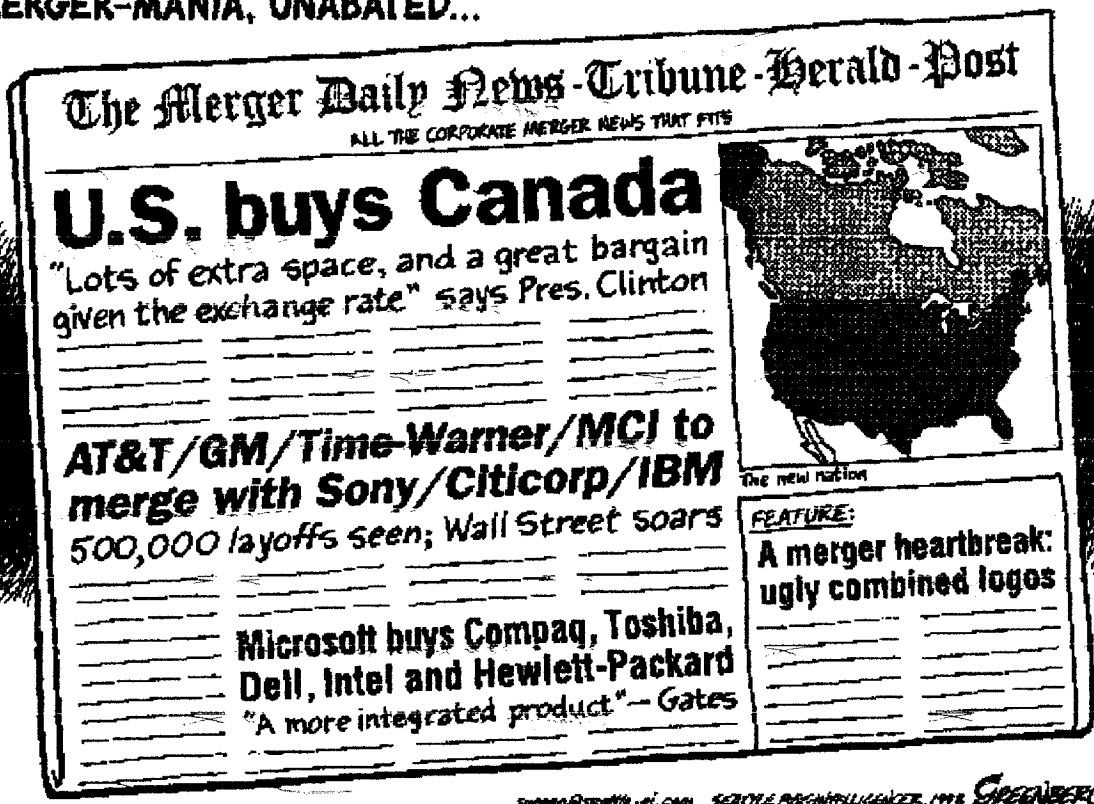 MERGER-MANIA, UNABATED...
The Merger Daily News-Tribune-Herald-Post
ALL THE CORPORATE MERGER NEWS THAT FITS
U.S. buys Canada
"Lots of extra space, and a great bargain
given the exchange rate" says Pres. Clinton
The new nation
AT&T/GM/Time-Warner/MCI to
merge with Sony/Citicorp/IBM
500,000 layoffs seen; Wall Street soars
FEATURE:
A merger heartbreak:
ugly combined logos
Microsoft buys Compaq, Toshiba,
Dell, Intel and Hewlett-Packard
"A more integrated product" — Gates
SEATTLE POST-INTELLIGENCER 1998 GREENBERG